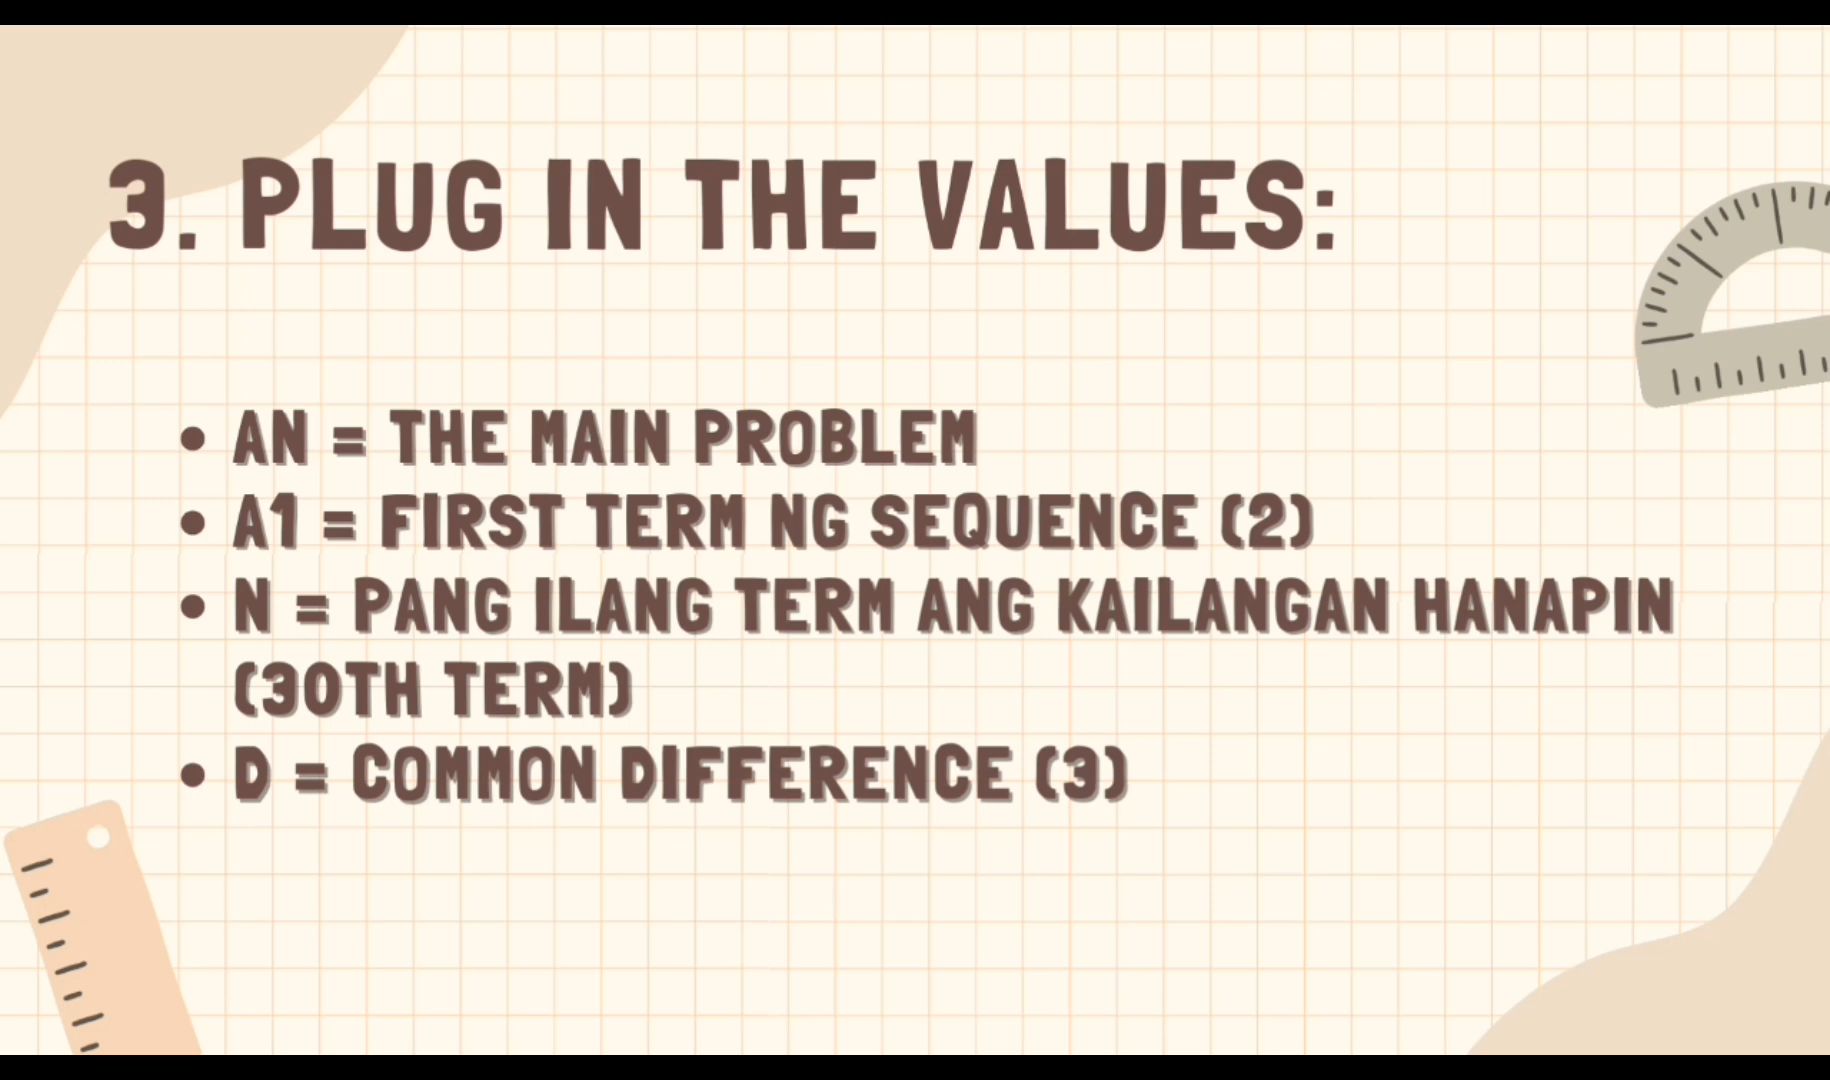 3. PLUG IN THE VALUES:
• AN = THE MAIN PROBLEM
• A1 = FIRST TERM NG SEQUENCE (2)
• N = PANG ILANG TERM ANG KAILANGAN HANAPIN
(30TH TERM)
• D = COMMON DIFFERENCE (3)